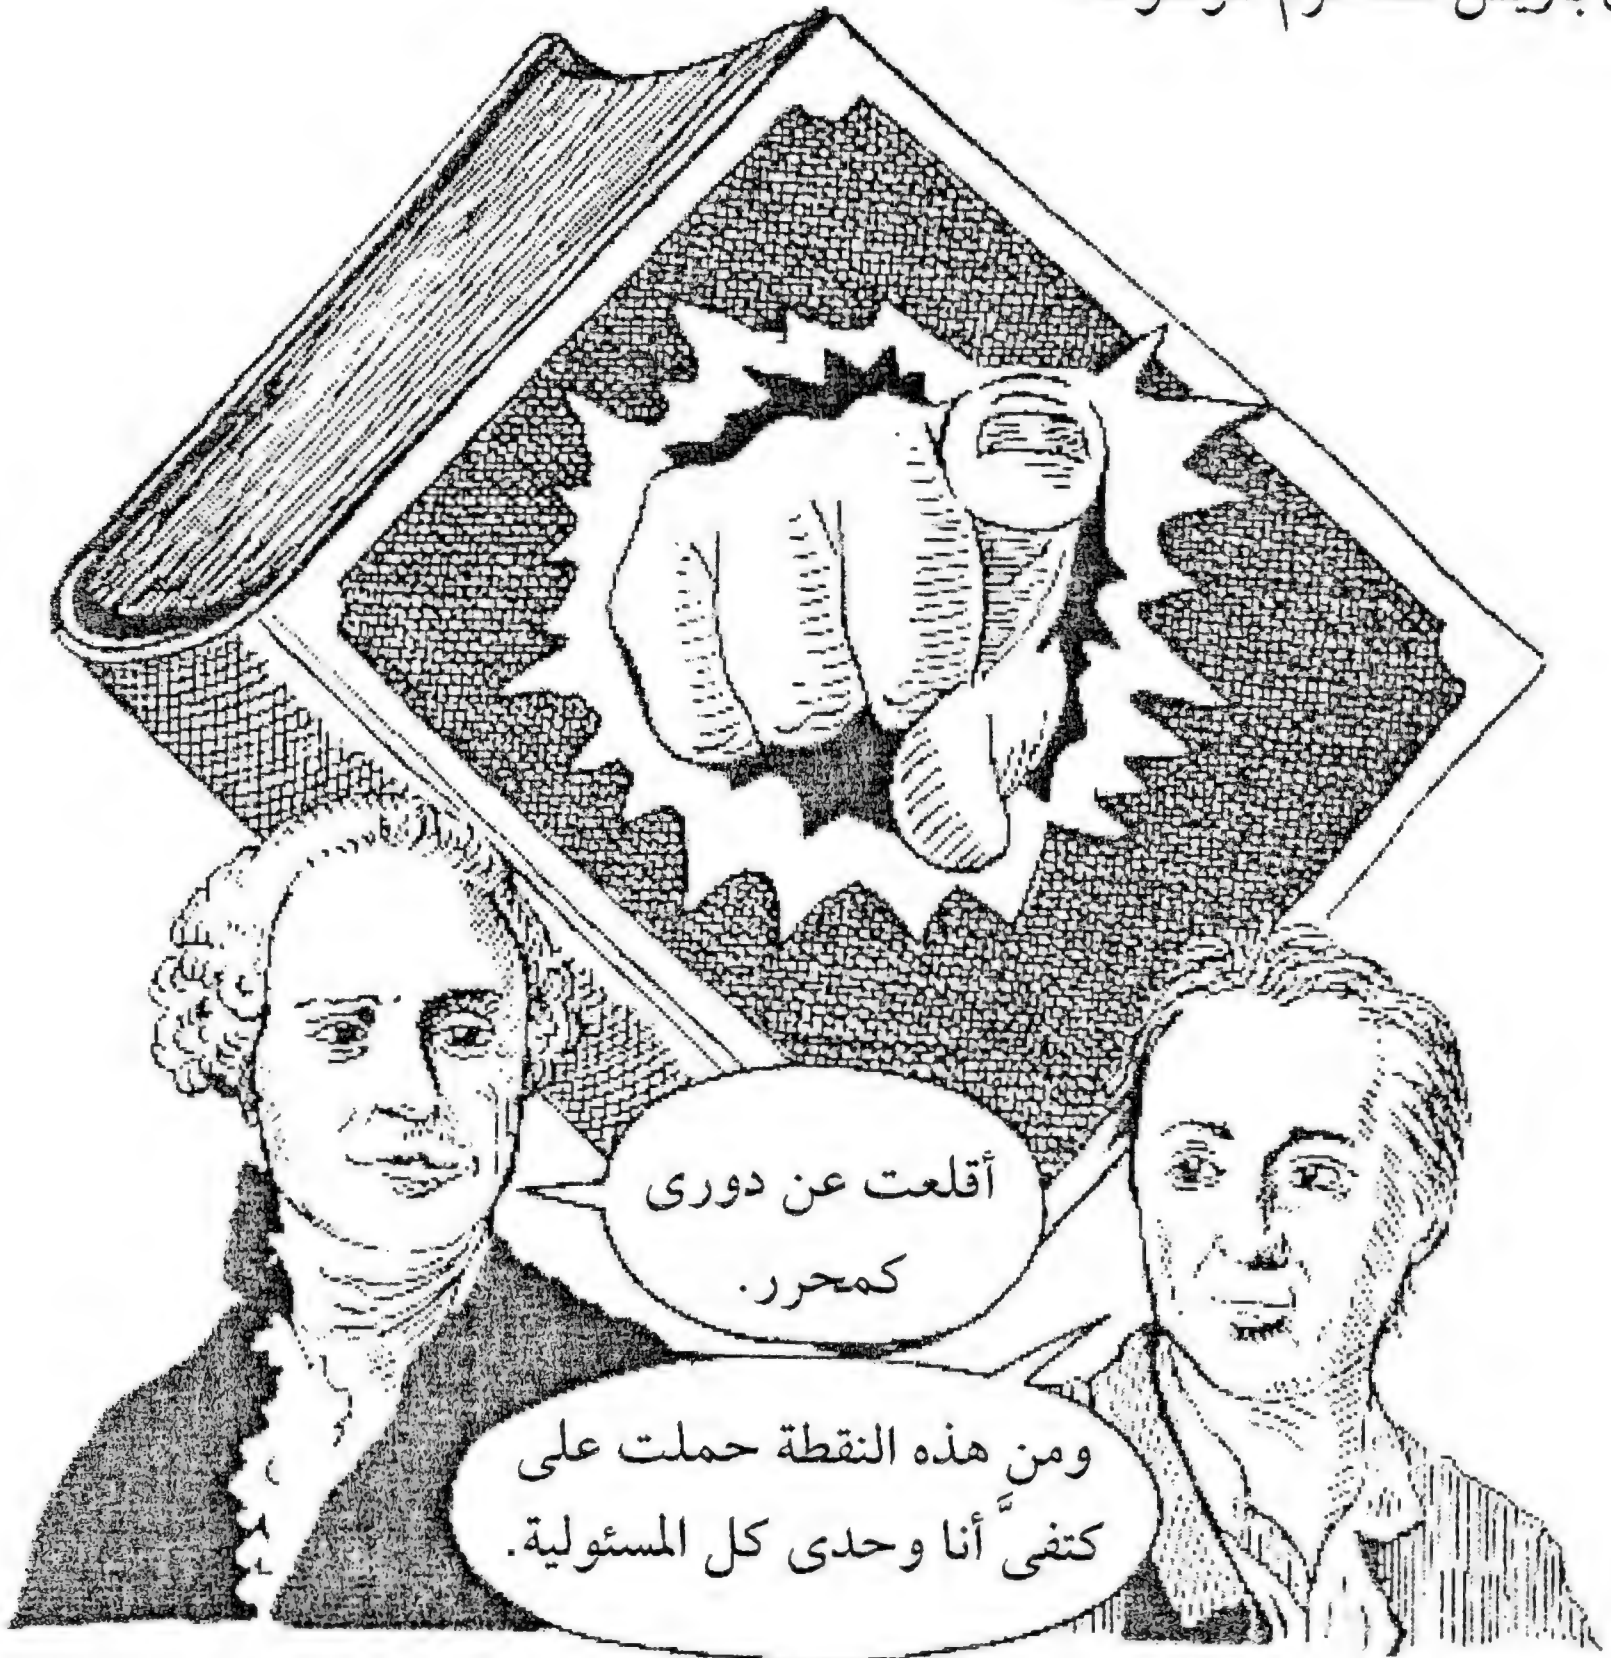 أقلعت عن دورى
كمحرر.
ومن هذه النقطة حملت على
كتفىَّ أنا وحدى كل المسئولية.